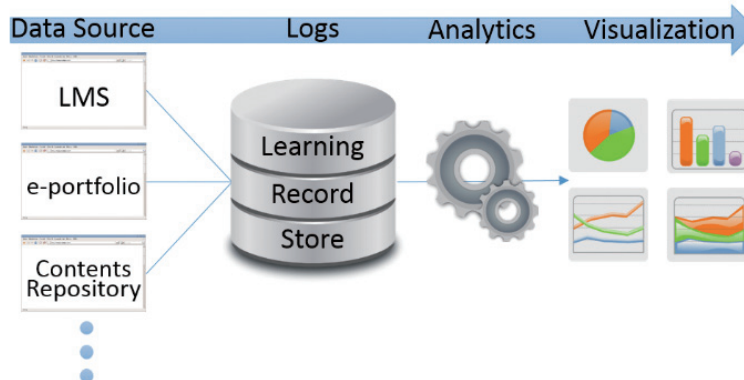 Data Source Logs Analytics Visualization
LMS
e-portfolio
Contents
Repository
Learning
Record
Store